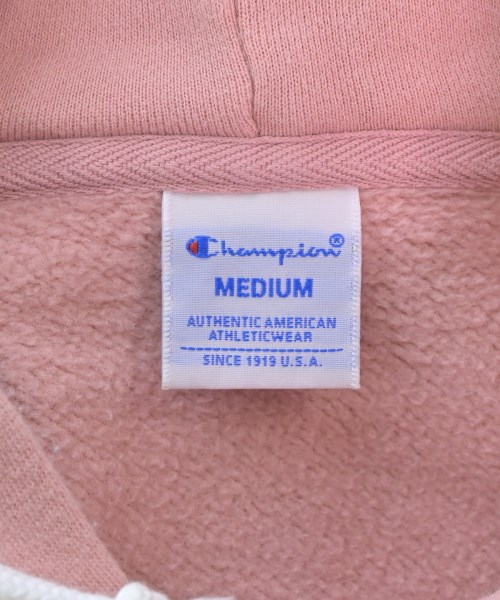 Champion®
MEDIUM
AUTHENTIC AMERICAN
ATHLETICWEAR
SINCE 1919 U.S.A.